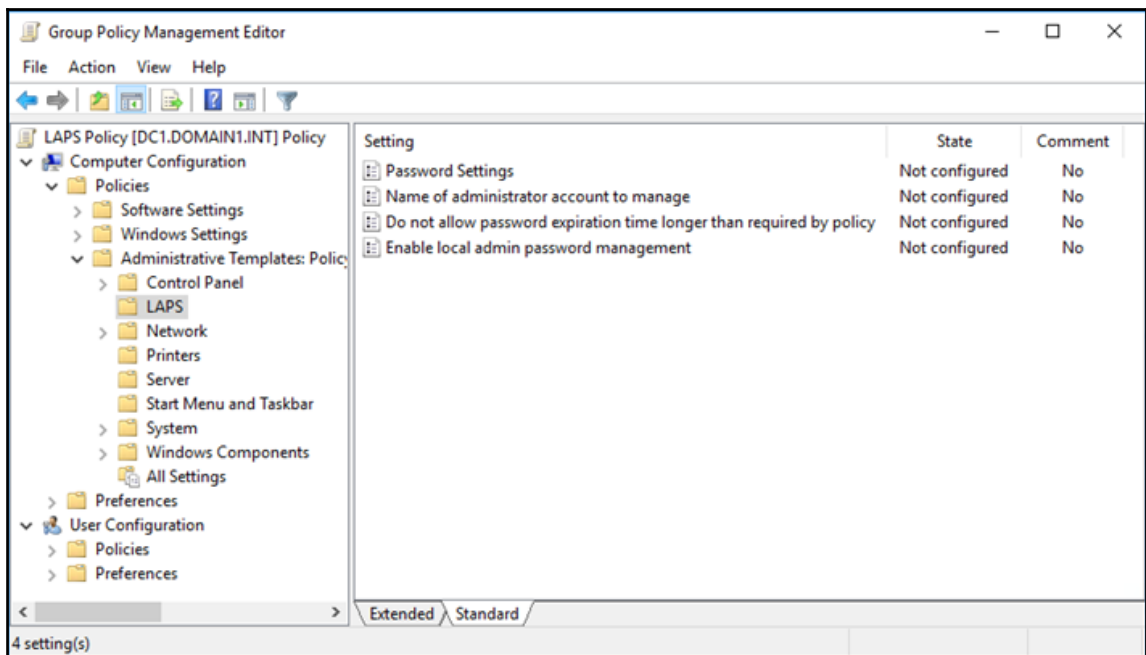 Group Policy Management Editor
File Action View Help
LAPS Policy [DC1.DOMAIN1.INT] Policy
Computer Configuration
Policies
Software Settings
Windows Settings
Administrative Templates: Polic
Control Panel
LAPS
Network
Printers
Server
Start Menu and Taskbar
System
Windows Components
All Settings
Preferences
User Configuration
Policies
Preferences
Setting State Comment
Password Settings Not configured No
Name of administrator account to manage Not configured No
Do not allow password expiration time longer than required by policy Not configured No
Enable local admin password management Not configured No
Extended Standard
4 setting(s)